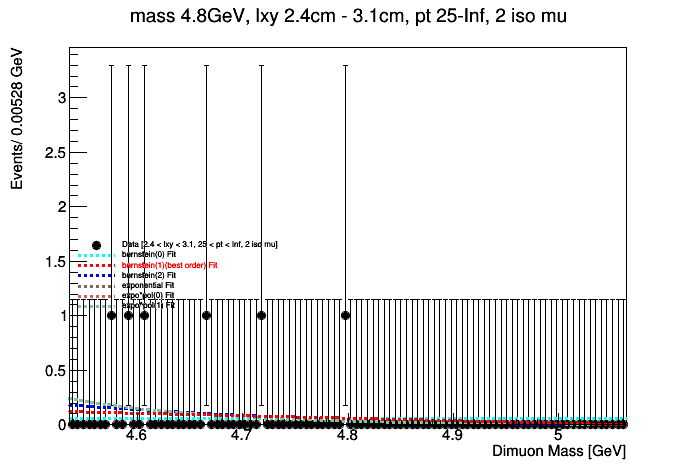 mass 4.8GeV, lxy 2.4cm - 3.1cm, pt 25-Inf, 2 iso mu
Events/ 0.00528 GeV
3
2.5
2
1.5
1
0.5
0
Data [2.4 < lxy < 3.1, 25 < pt < Inf, 2 iso mu]
bernstein(0) Fit
bernstein(1)(best order) Fit
bernstein(2) Fit
exponential Fit
expo*pol(0) Fit
expo*pol(1) Fit
4.6 4.7 4.8 4.9 5
Dimuon Mass [GeV]